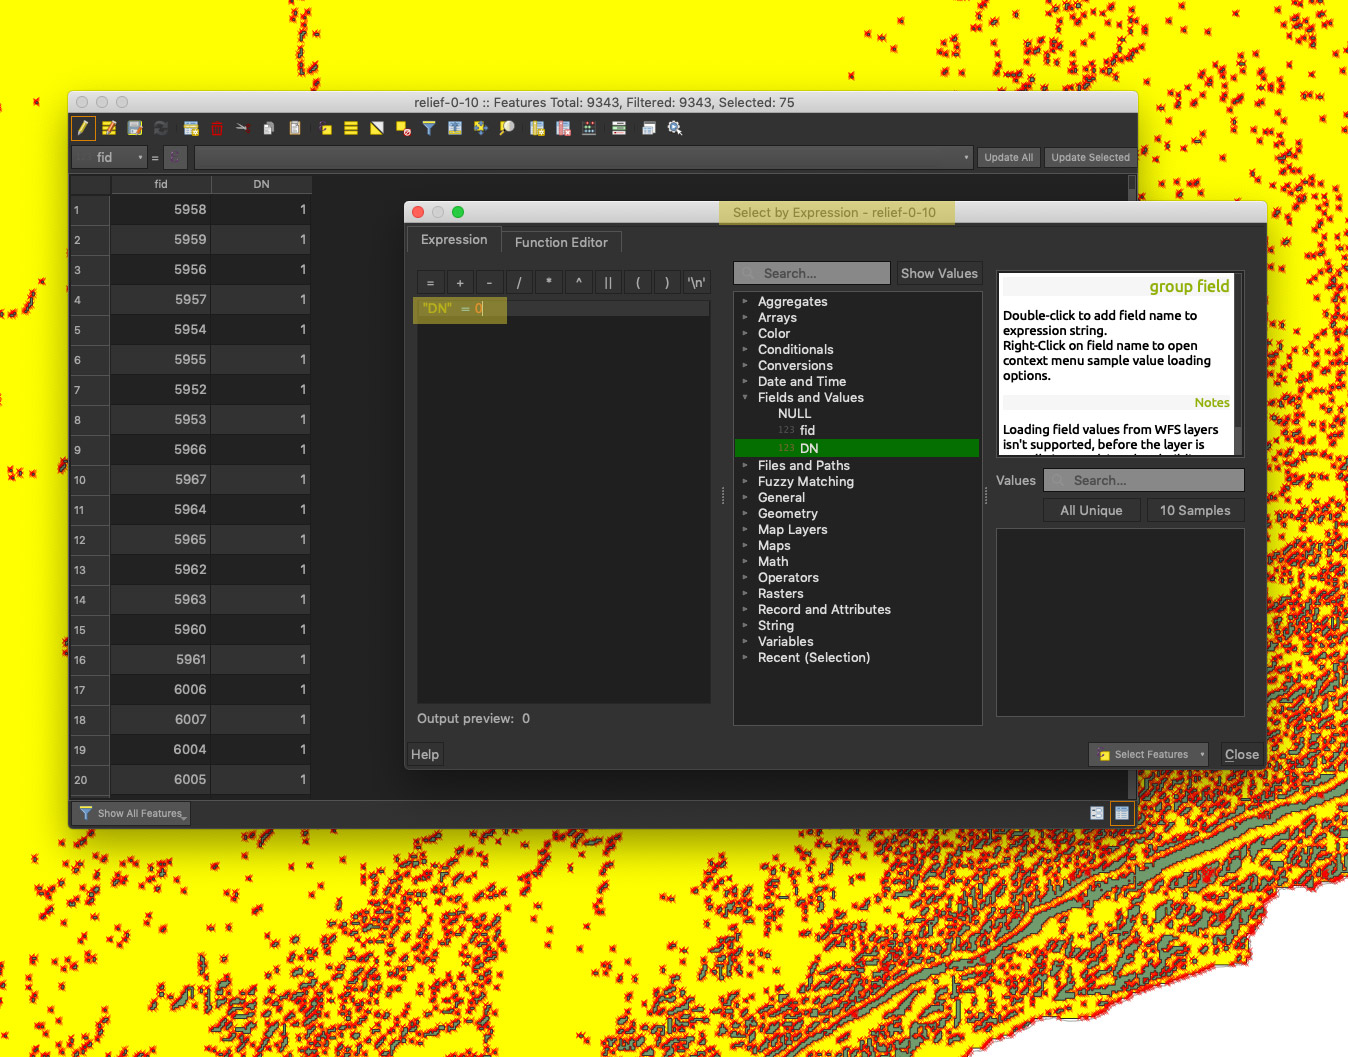 relief-0-10 :: Features Total: 9343, Filtered: 9343, Selected: 75
fid
=
Update All
Update Selected
fid DN
1 5958 1
2 5959 1
3 5956 1
4 5957 1
5 5954 1
6 5955 1
7 5952 1
8 5953 1
9 5966 1
10 5967 1
11 5964 1
12 5965 1
13 5962 1
14 5963 1
15 5960 1
16 5961 1
17 6006 1
18 6007 1
19 6004 1
20 6005 1
Show All Features
Select by Expression - relief-0-10
Expression
Function Editor
= + - / * ^ || ( ) '\n'
"DN" = 0
Output preview: 0
Help
Search...
Show Values
Aggregates
Arrays
Color
Conditionals
Conversions
Date and Time
Fields and Values
NULL
123 fid
123 DN
Files and Paths
Fuzzy Matching
General
Geometry
Map Layers
Maps
Math
Operators
Rasters
Record and Attributes
String
Variables
Recent (Selection)
group field
Double-click to add field name to
expression string.
Right-Click on field name to open
context menu sample value loading
options.
Notes
Loading field values from WFS layers
isn't supported, before the layer is
Values
Search...
All Unique
10 Samples
Select Features
Close